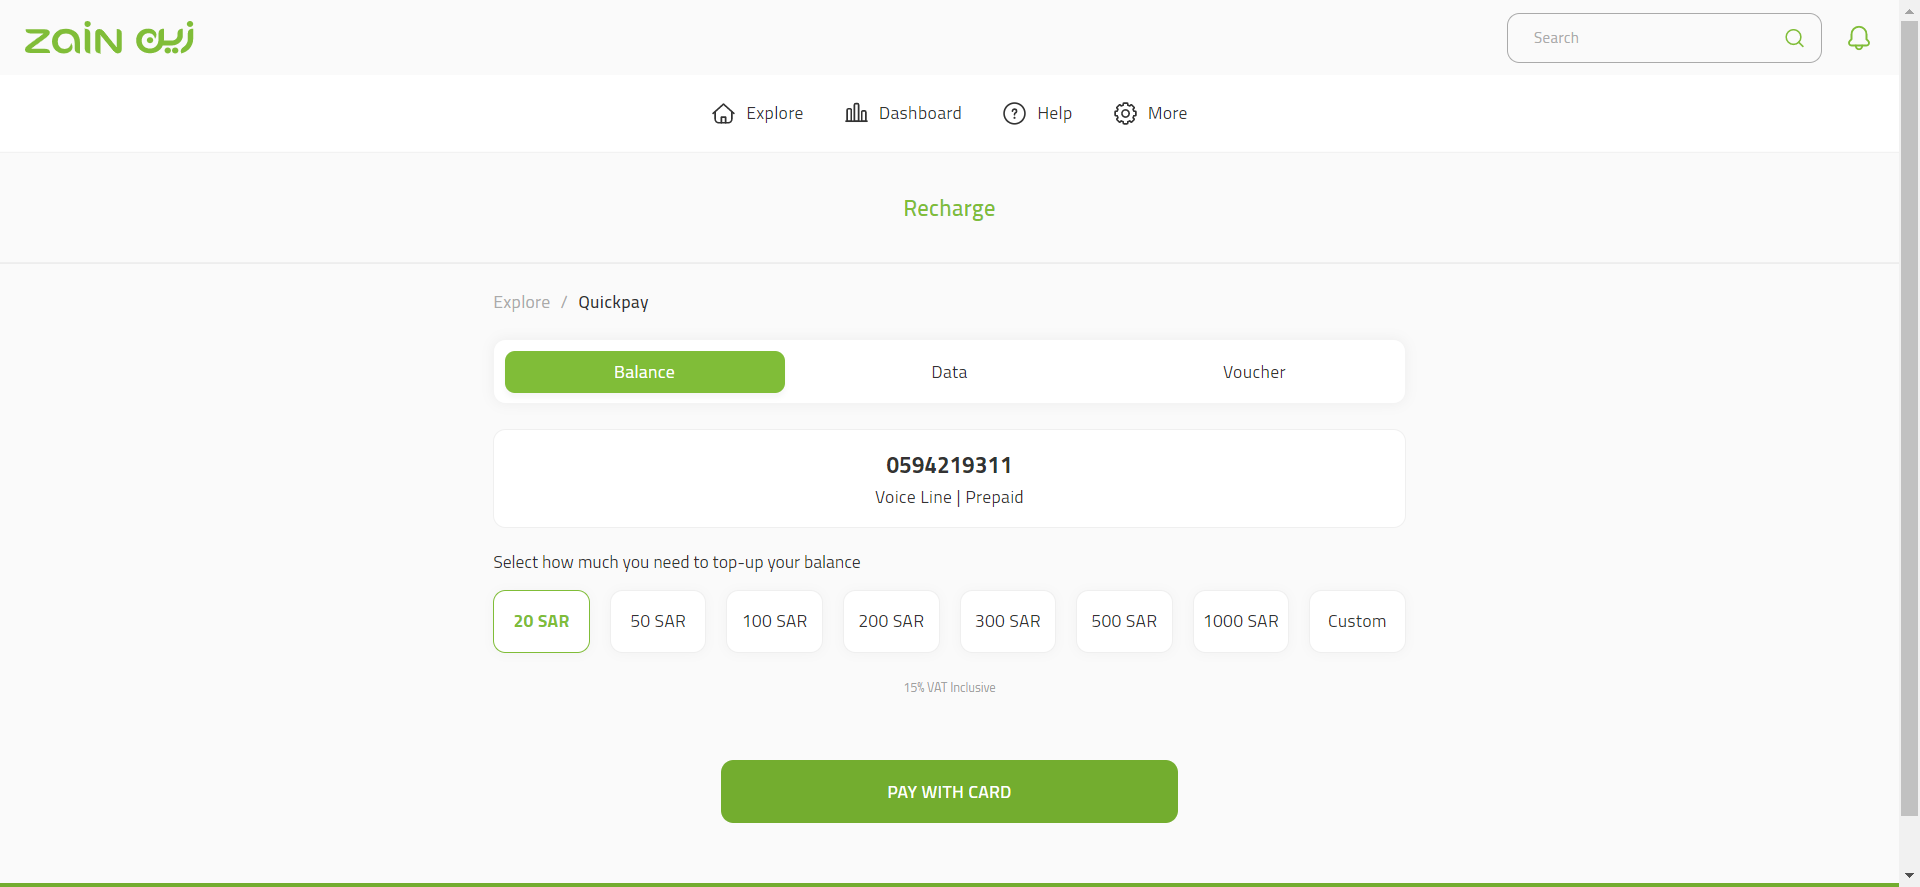 zain زين
Search
Explore
Dashboard
Help
More
Recharge
Explore / Quickpay
Balance
Data
Voucher
0594219311
Voice Line | Prepaid
Select how much you need to top-up your balance
20 SAR
50 SAR
100 SAR
200 SAR
300 SAR
500 SAR
1000 SAR
Custom
15% VAT Inclusive
PAY WITH CARD